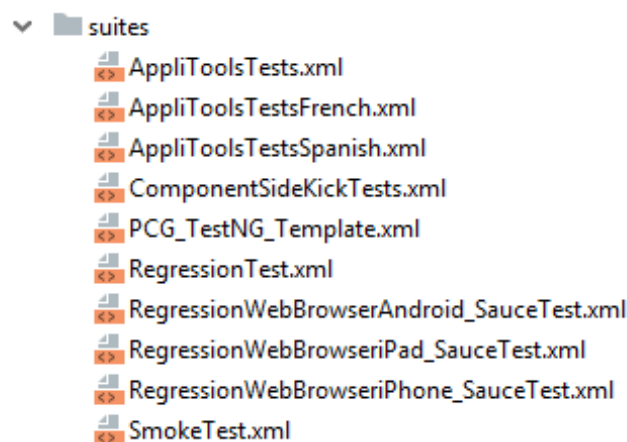 suites
AppliToolsTests.xml
AppliToolsTestsFrench.xml
AppliToolsTestsSpanish.xml
ComponentSideKickTests.xml
PCG_TestNG_Template.xml
RegressionTest.xml
RegressionWebBrowserAndroid_SauceTest.xml
RegressionWebBrowseriPad_SauceTest.xml
RegressionWebBrowseriPhone_SauceTest.xml
SmokeTest.xml